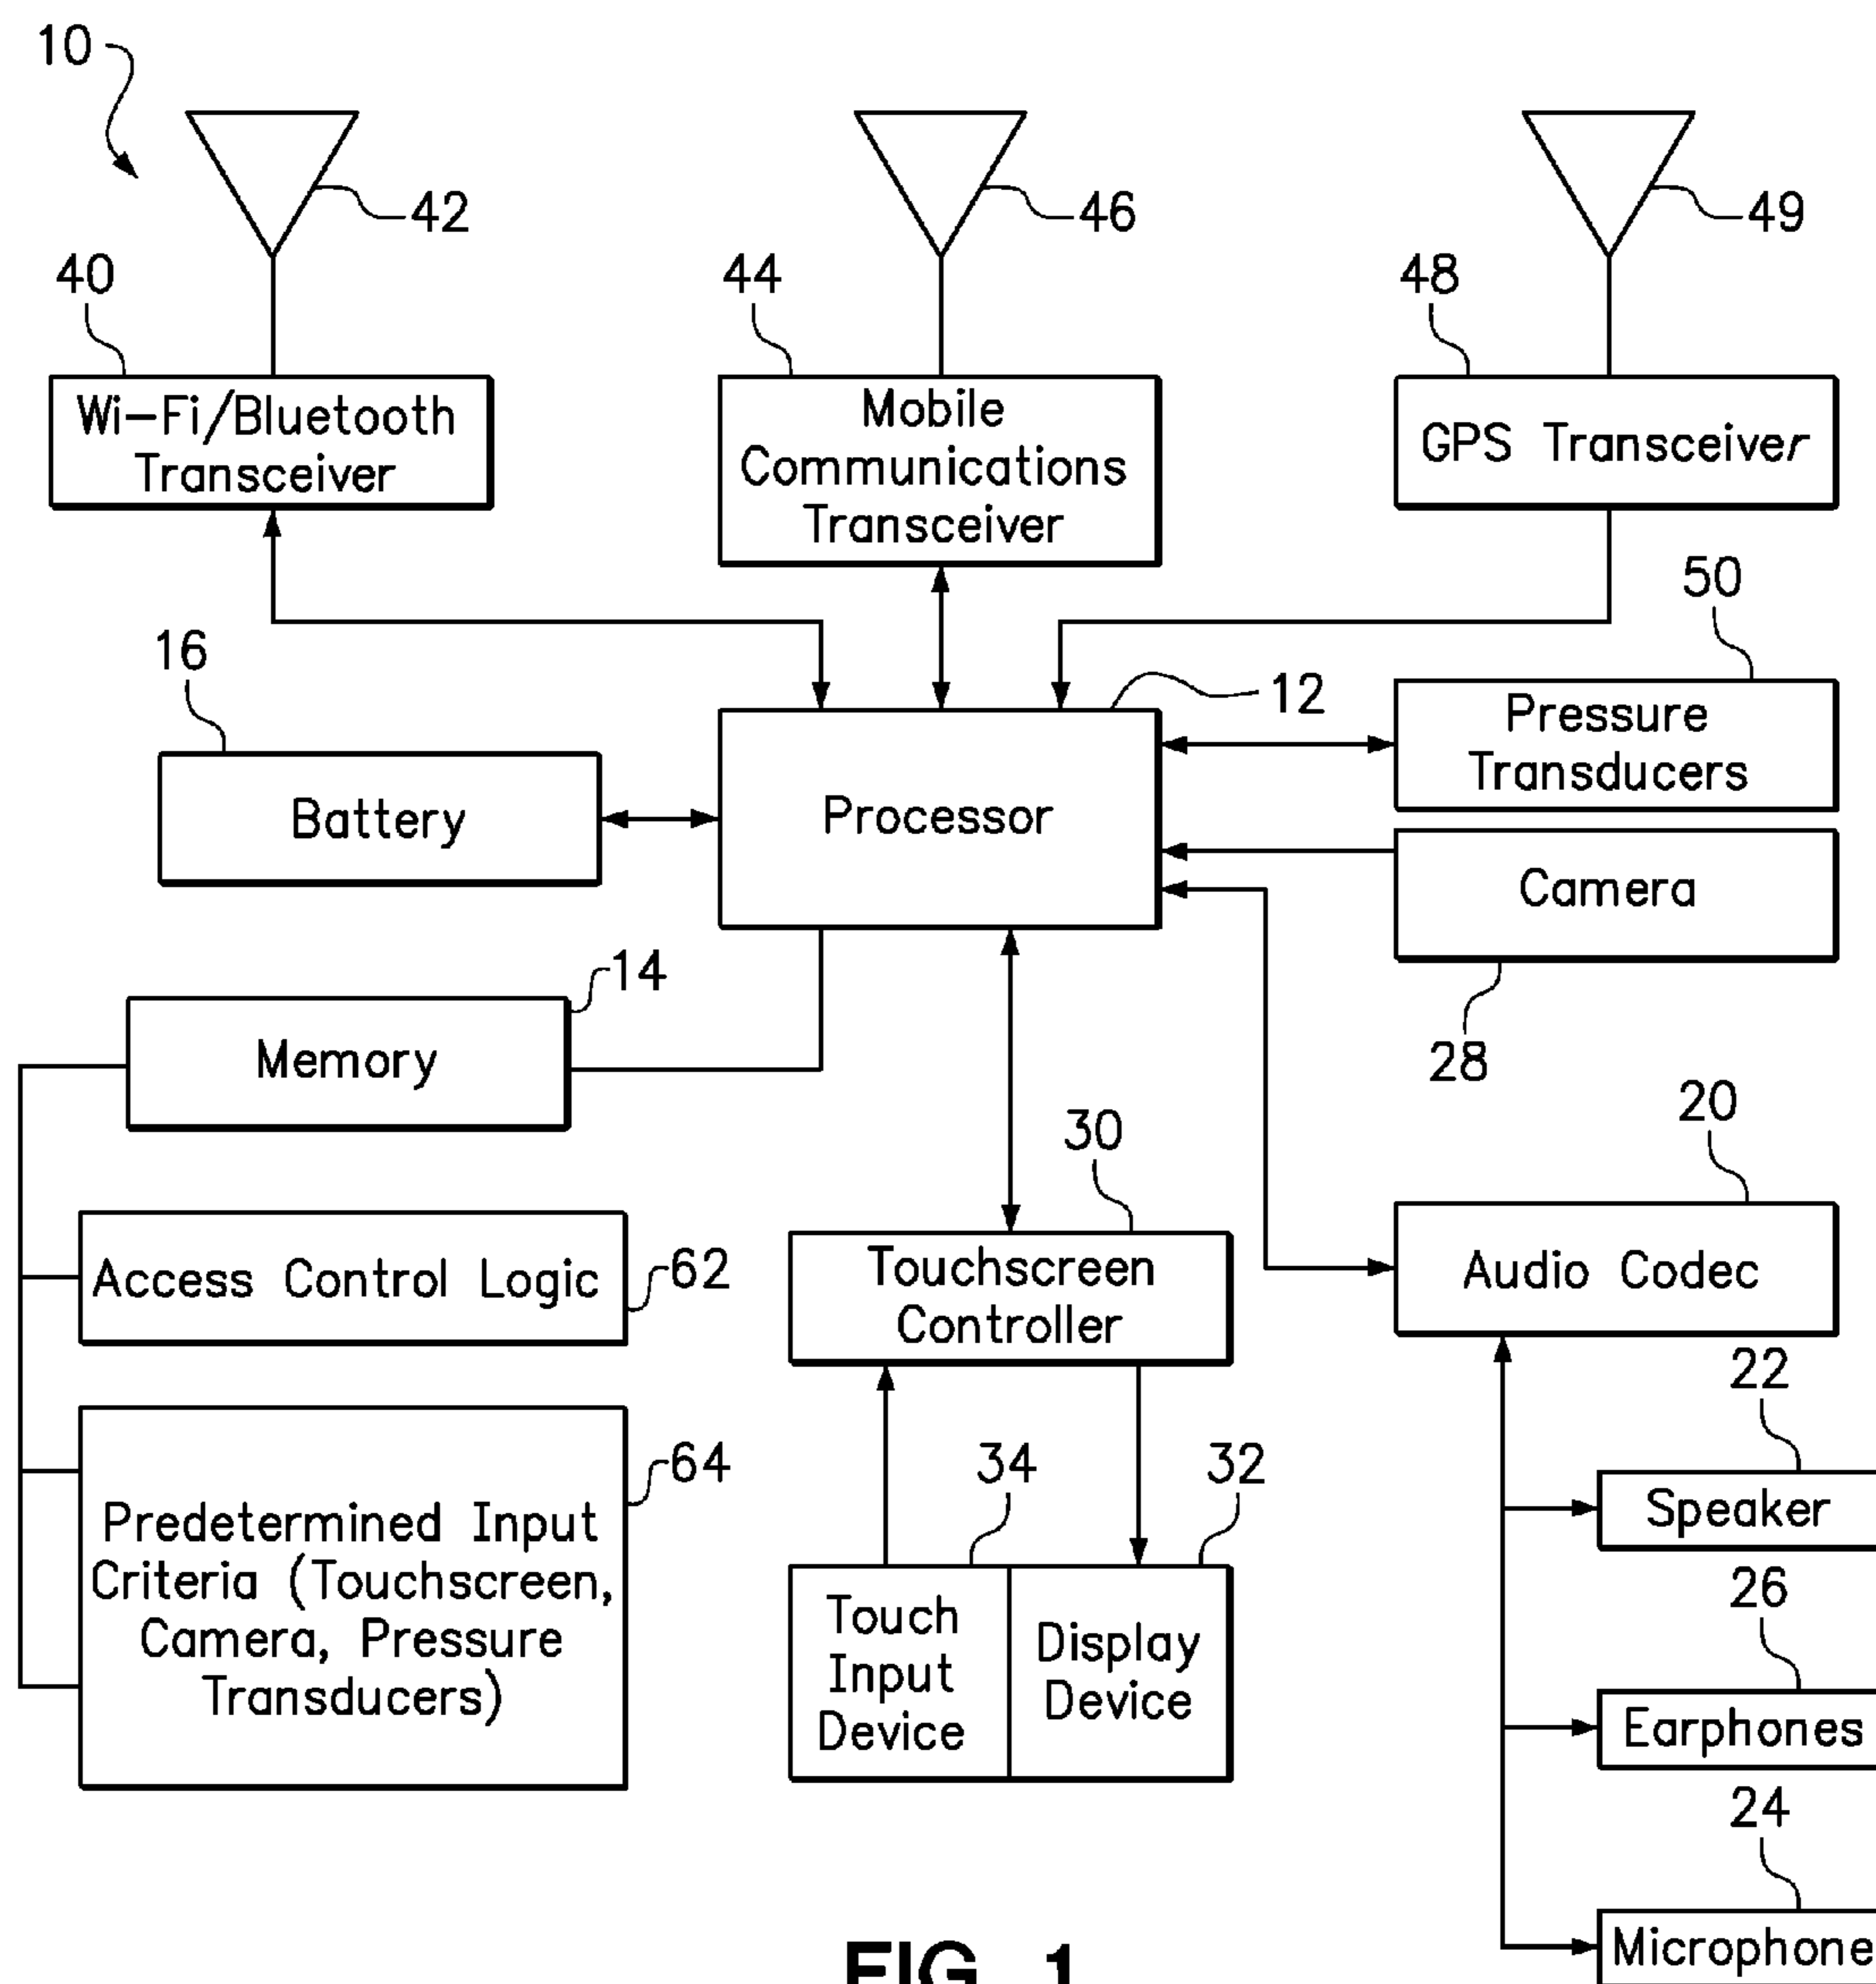 10
42
46
49
40
44
48
Wi-Fi/Bluetooth
Transceiver
Mobile
Communications
Transceiver
GPS Transceiver
50
16
12
Pressure
Transducers
Battery
Processor
Camera
14
28
Memory
20
30
Access Control Logic
62
Touchscreen
Controller
Audio Codec
22
64
34
32
Speaker
Predetermined Input
Criteria (Touchscreen,
Camera, Pressure
Transducers)
Touch
Input
Device
Display
Device
26
Earphones
24
Microphone
FIG. 1